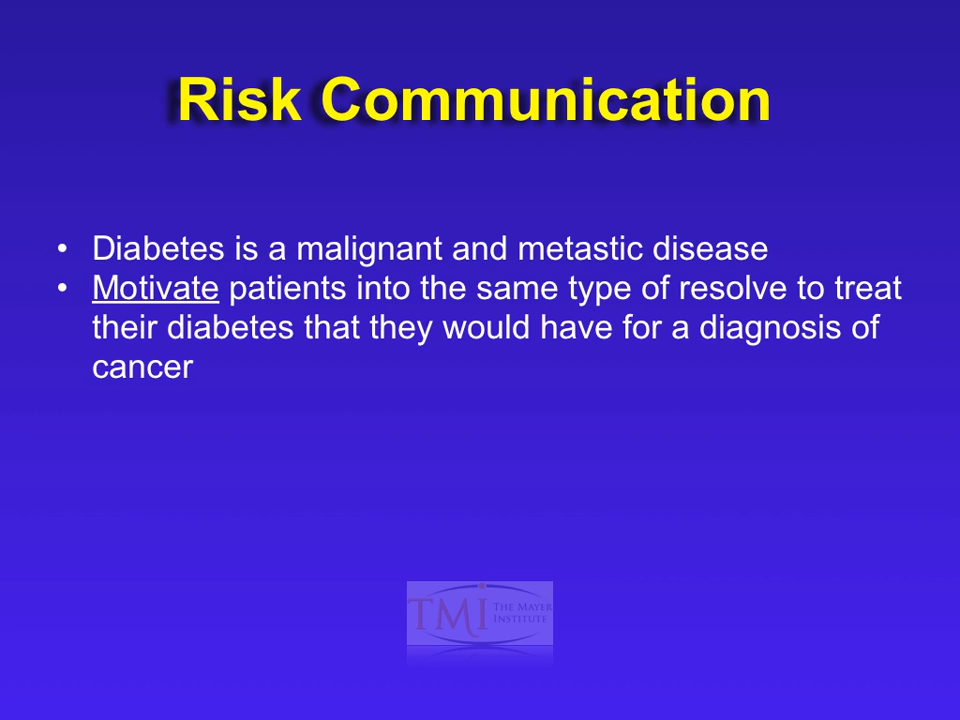 Risk Communication
• Diabetes is a malignant and metastic disease
• Motivate patients into the same type of resolve to treat
their diabetes that they would have for a diagnosis of
cancer
TMI The Mayer
Institute